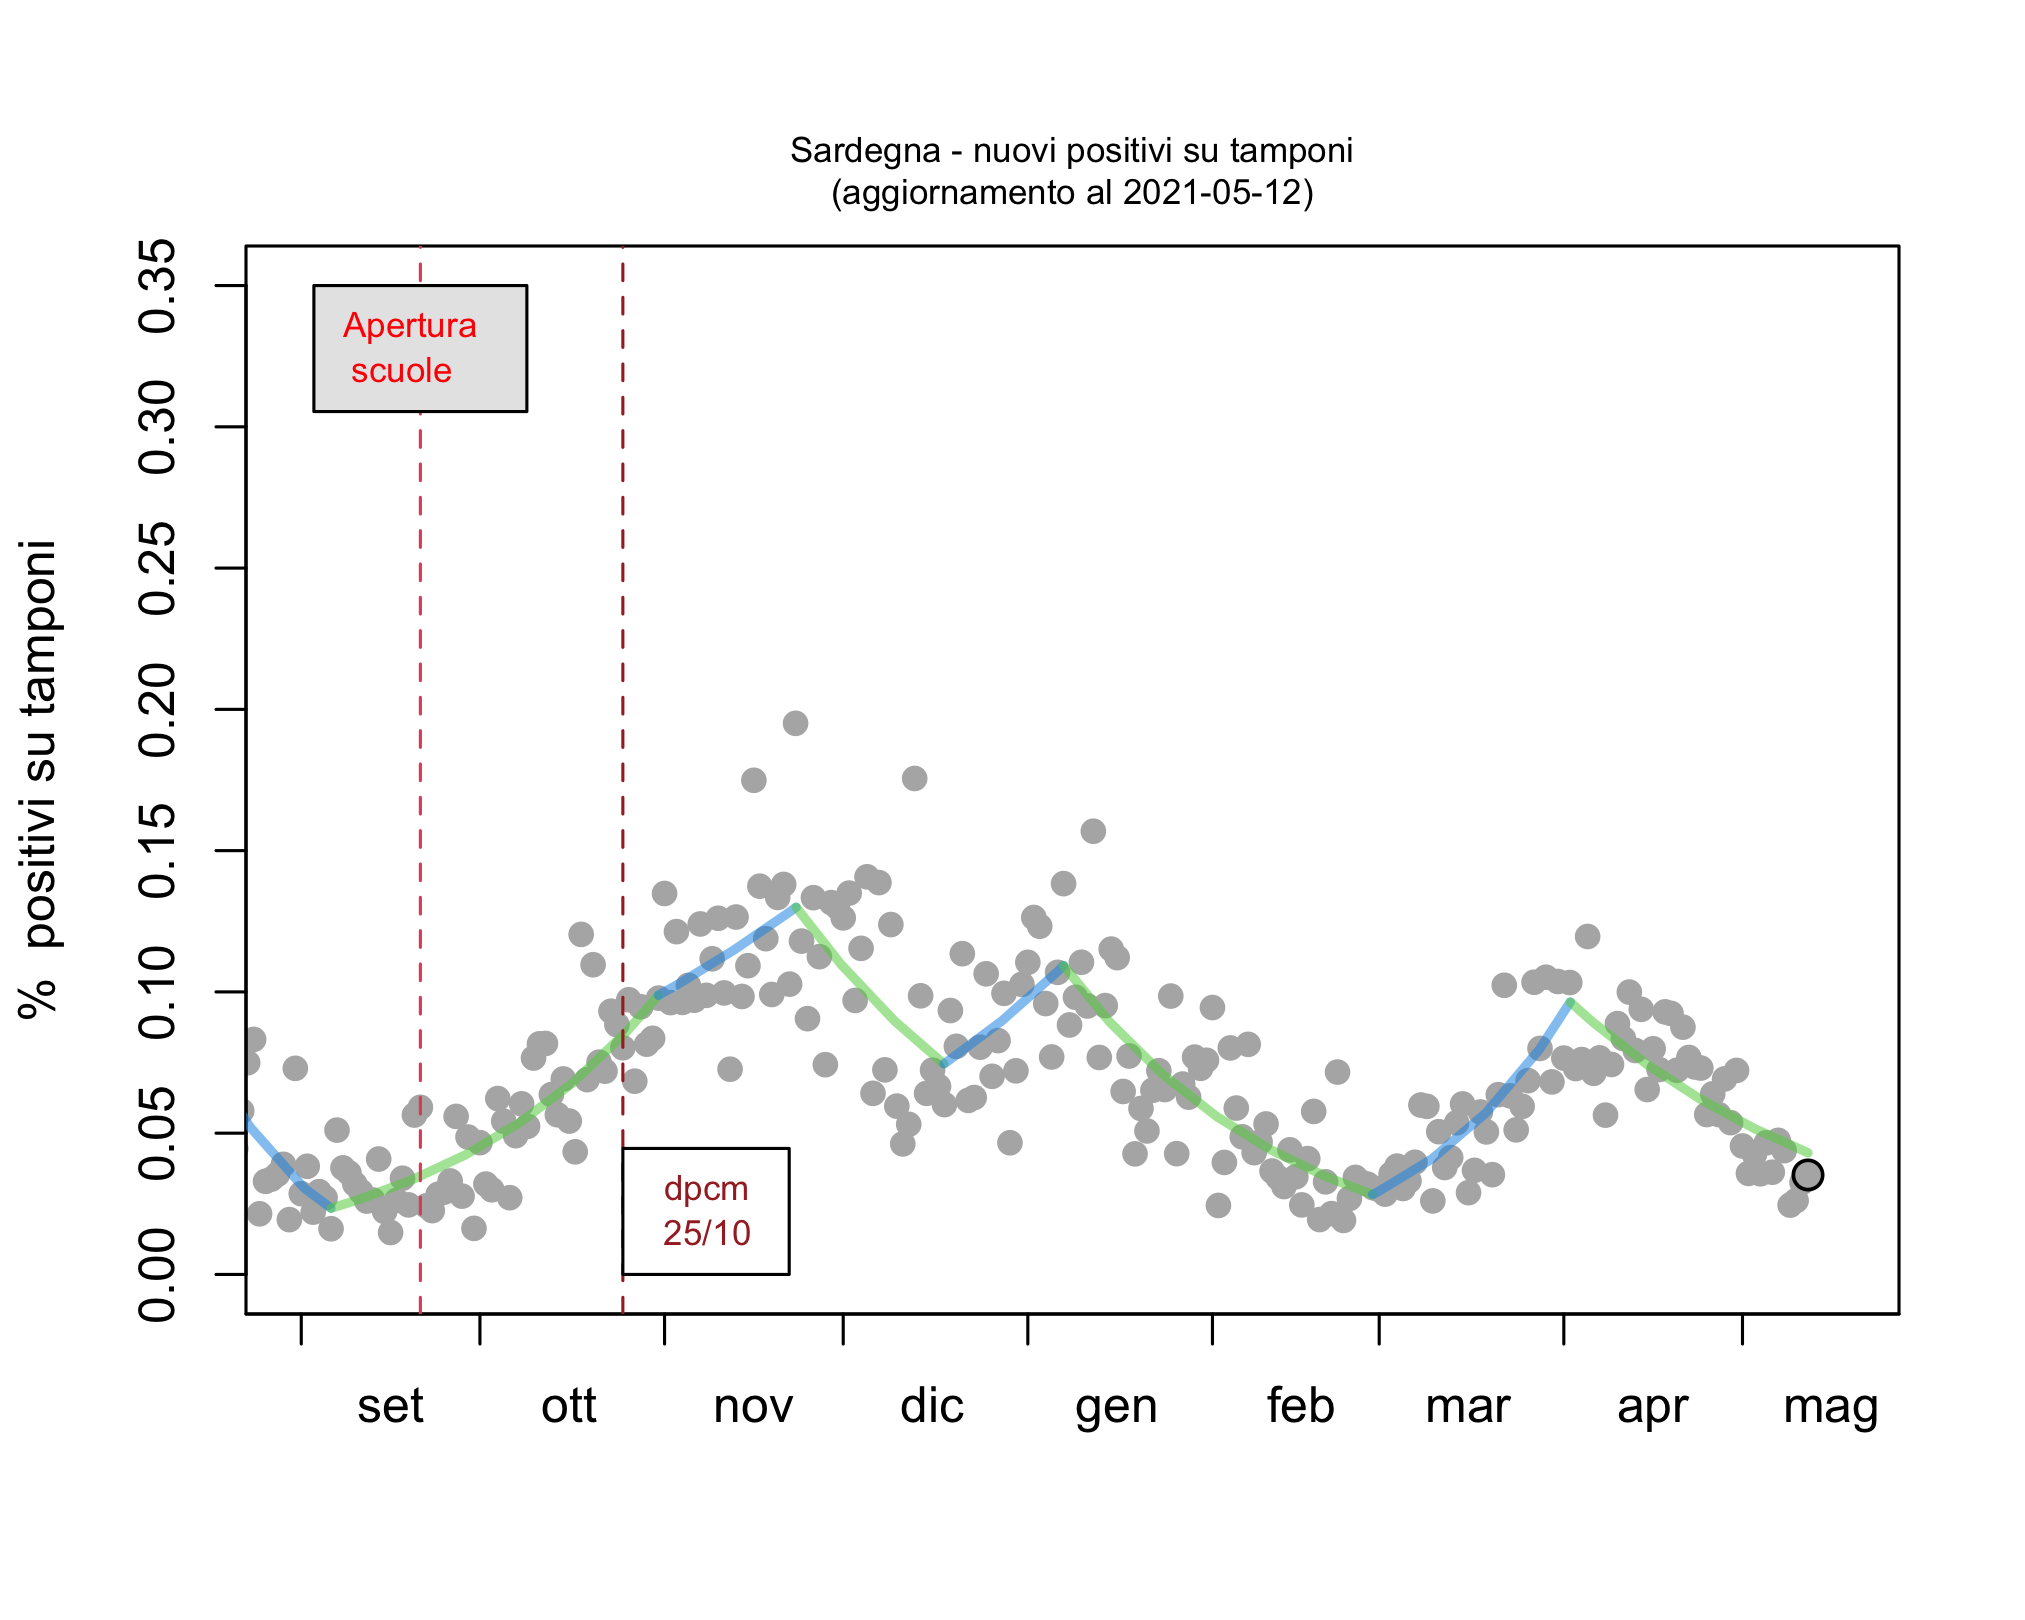 Sardegna - nuovi positivi su tamponi
(aggiornamento al 2021-05-12)
% positivi su tamponi
0.35
0.30
0.25
0.20
0.15
0.10
0.05
0.00
Apertura
scuole
dpcm
25/10
set ott nov dic gen feb mar apr mag